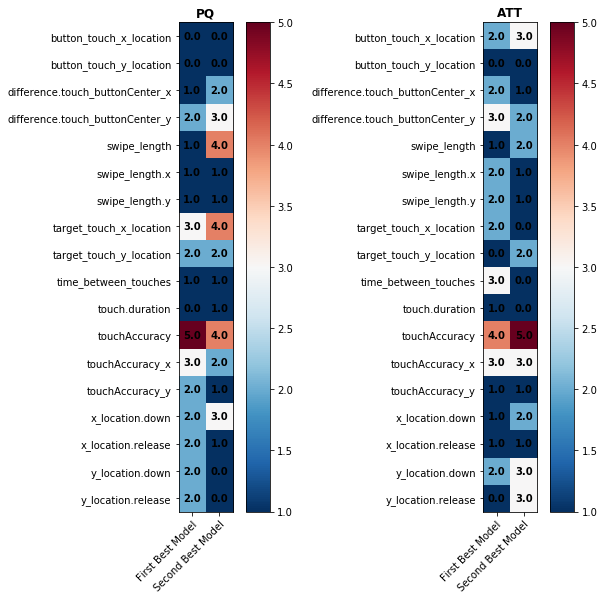 PQ
button_touch_x_location 0.0 0.0
button_touch_y_location 0.0 0.0
difference.touch_buttonCenter_x 1.0 2.0
difference.touch_buttonCenter_y 2.0 3.0
swipe_length 1.0 4.0
swipe_length.x 1.0 1.0
swipe_length.y 1.0 1.0
target_touch_x_location 3.0 4.0
target_touch_y_location 2.0 2.0
time_between_touches 1.0 1.0
touch.duration 0.0 1.0
touchAccuracy 5.0 4.0
touchAccuracy_x 3.0 2.0
touchAccuracy_y 2.0 1.0
x_location.down 2.0 3.0
x_location.release 2.0 1.0
y_location.down 2.0 0.0
y_location.release 2.0 0.0
First Best Model
Second Best Model
5.0
4.5
4.0
3.5
3.0
2.5
2.0
1.5
1.0
ATT
button_touch_x_location 2.0 3.0
button_touch_y_location 0.0 0.0
difference.touch_buttonCenter_x 2.0 1.0
difference.touch_buttonCenter_y 3.0 2.0
swipe_length 1.0 2.0
swipe_length.x 2.0 1.0
swipe_length.y 2.0 1.0
target_touch_x_location 2.0 0.0
target_touch_y_location 0.0 2.0
time_between_touches 3.0 0.0
touch.duration 1.0 0.0
touchAccuracy 4.0 5.0
touchAccuracy_x 3.0 3.0
touchAccuracy_y 1.0 1.0
x_location.down 1.0 2.0
x_location.release 1.0 1.0
y_location.down 2.0 3.0
y_location.release 0.0 3.0
First Best Model
Second Best Model
5.0
4.5
4.0
3.5
3.0
2.5
2.0
1.5
1.0